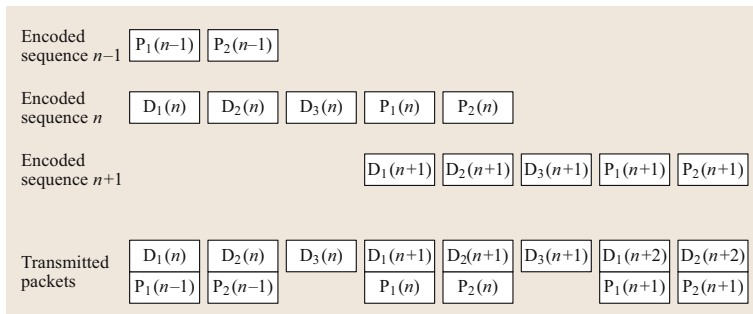 Encoded
sequence n–1
P₁(n–1) P₂(n–1)
Encoded
sequence n
D₁(n) D₂(n) D₃(n) P₁(n) P₂(n)
Encoded
sequence n+1
D₁(n+1) D₂(n+1) D₃(n+1) P₁(n+1) P₂(n+1)
Transmitted
packets
D₁(n) D₂(n) D₃(n) D₁(n+1) D₂(n+1) D₃(n+1) D₁(n+2) D₂(n+2)
P₁(n–1) P₂(n–1) P₁(n) P₂(n) P₁(n+1) P₂(n+1)